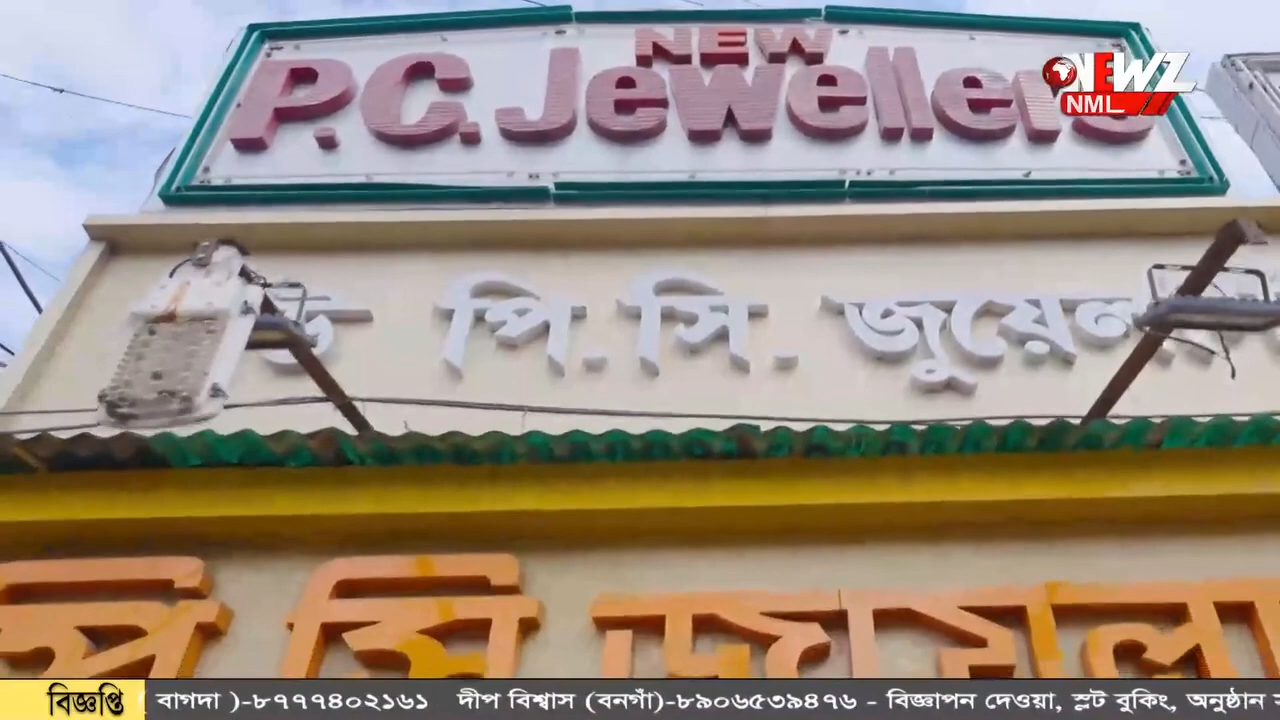 NEW
P.C. Jewellers
NEWZ
NML
উ পি. সি. জুয়েল
পি সি
বিজ্ঞপ্তি
( বাগদা )-৮৭৭৭৪০২১৬১ দীপ বিশ্বাস (বনগাঁ)-৮৯০৬৫৩৯৪৭৬ - বিজ্ঞাপন দেওয়া, স্লট বুকিং, অনুষ্ঠান